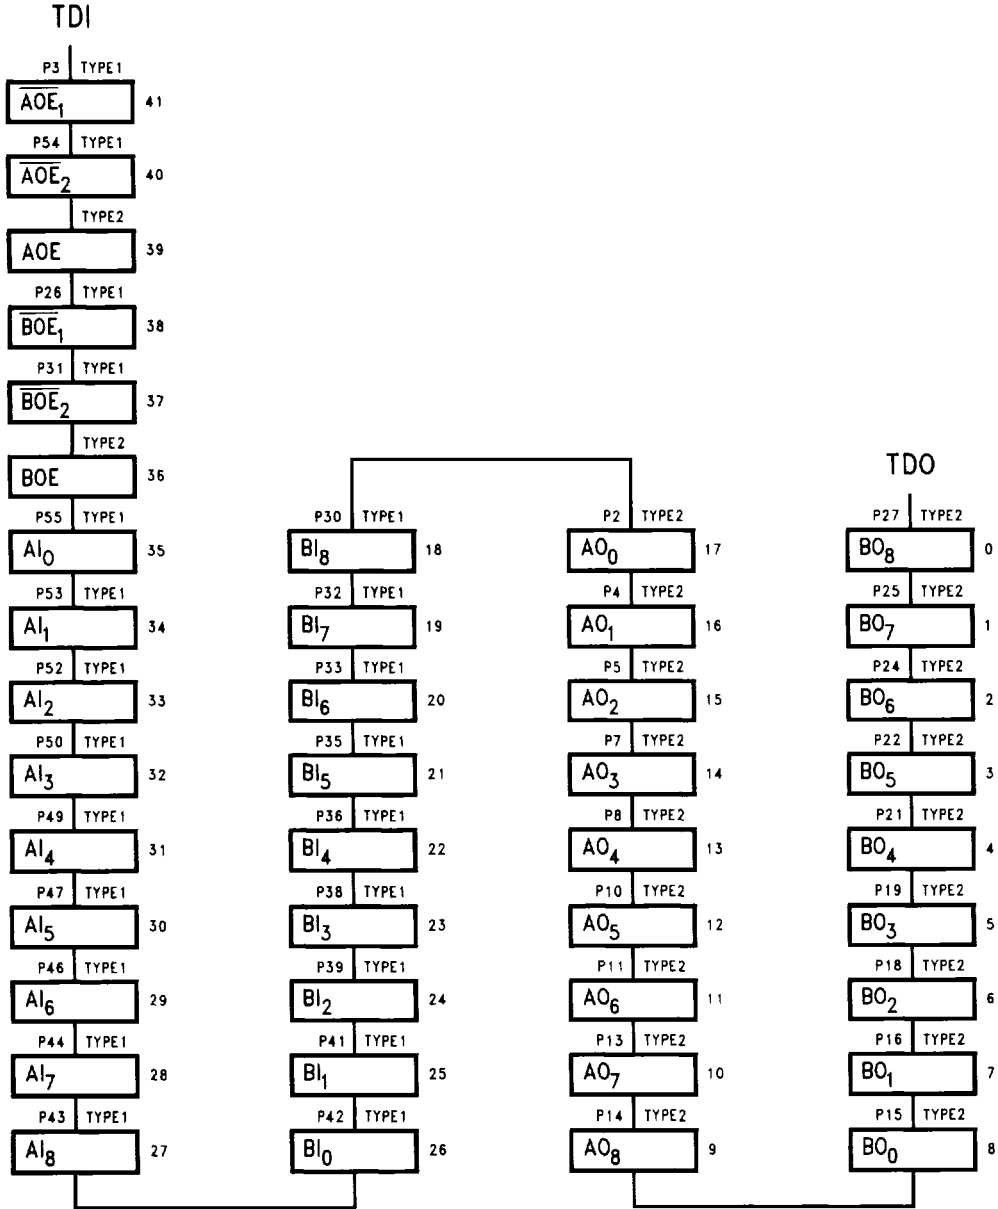 TDI
P3 TYPE1
A̅O̅E̅₁ 41
P54 TYPE1
A̅O̅E̅₂ 40
TYPE2
AOE 39
P26 TYPE1
B̅O̅E̅₁ 38
P31 TYPE1
B̅O̅E̅₂ 37
TYPE2
BOE 36
P55 TYPE1
AI₀ 35
P53 TYPE1
AI₁ 34
P52 TYPE1
AI₂ 33
P50 TYPE1
AI₃ 32
P49 TYPE1
AI₄ 31
P47 TYPE1
AI₅ 30
P46 TYPE1
AI₆ 29
P44 TYPE1
AI₇ 28
P43 TYPE1
AI₈ 27
P30 TYPE1
BI₈ 18
P32 TYPE1
BI₇ 19
P33 TYPE1
BI₆ 20
P35 TYPE1
BI₅ 21
P36 TYPE1
BI₄ 22
P38 TYPE1
BI₃ 23
P39 TYPE1
BI₂ 24
P41 TYPE1
BI₁ 25
P42 TYPE1
BI₀ 26
P2 TYPE2
AO₀ 17
P4 TYPE2
AO₁ 16
P5 TYPE2
AO₂ 15
P7 TYPE2
AO₃ 14
P8 TYPE2
AO₄ 13
P10 TYPE2
AO₅ 12
P11 TYPE2
AO₆ 11
P13 TYPE2
AO₇ 10
P14 TYPE2
AO₈ 9
TDO
P27 TYPE2
BO₈ 0
P25 TYPE2
BO₇ 1
P24 TYPE2
BO₆ 2
P22 TYPE2
BO₅ 3
P21 TYPE2
BO₄ 4
P19 TYPE2
BO₃ 5
P18 TYPE2
BO₂ 6
P16 TYPE2
BO₁ 7
P15 TYPE2
BO₀ 8